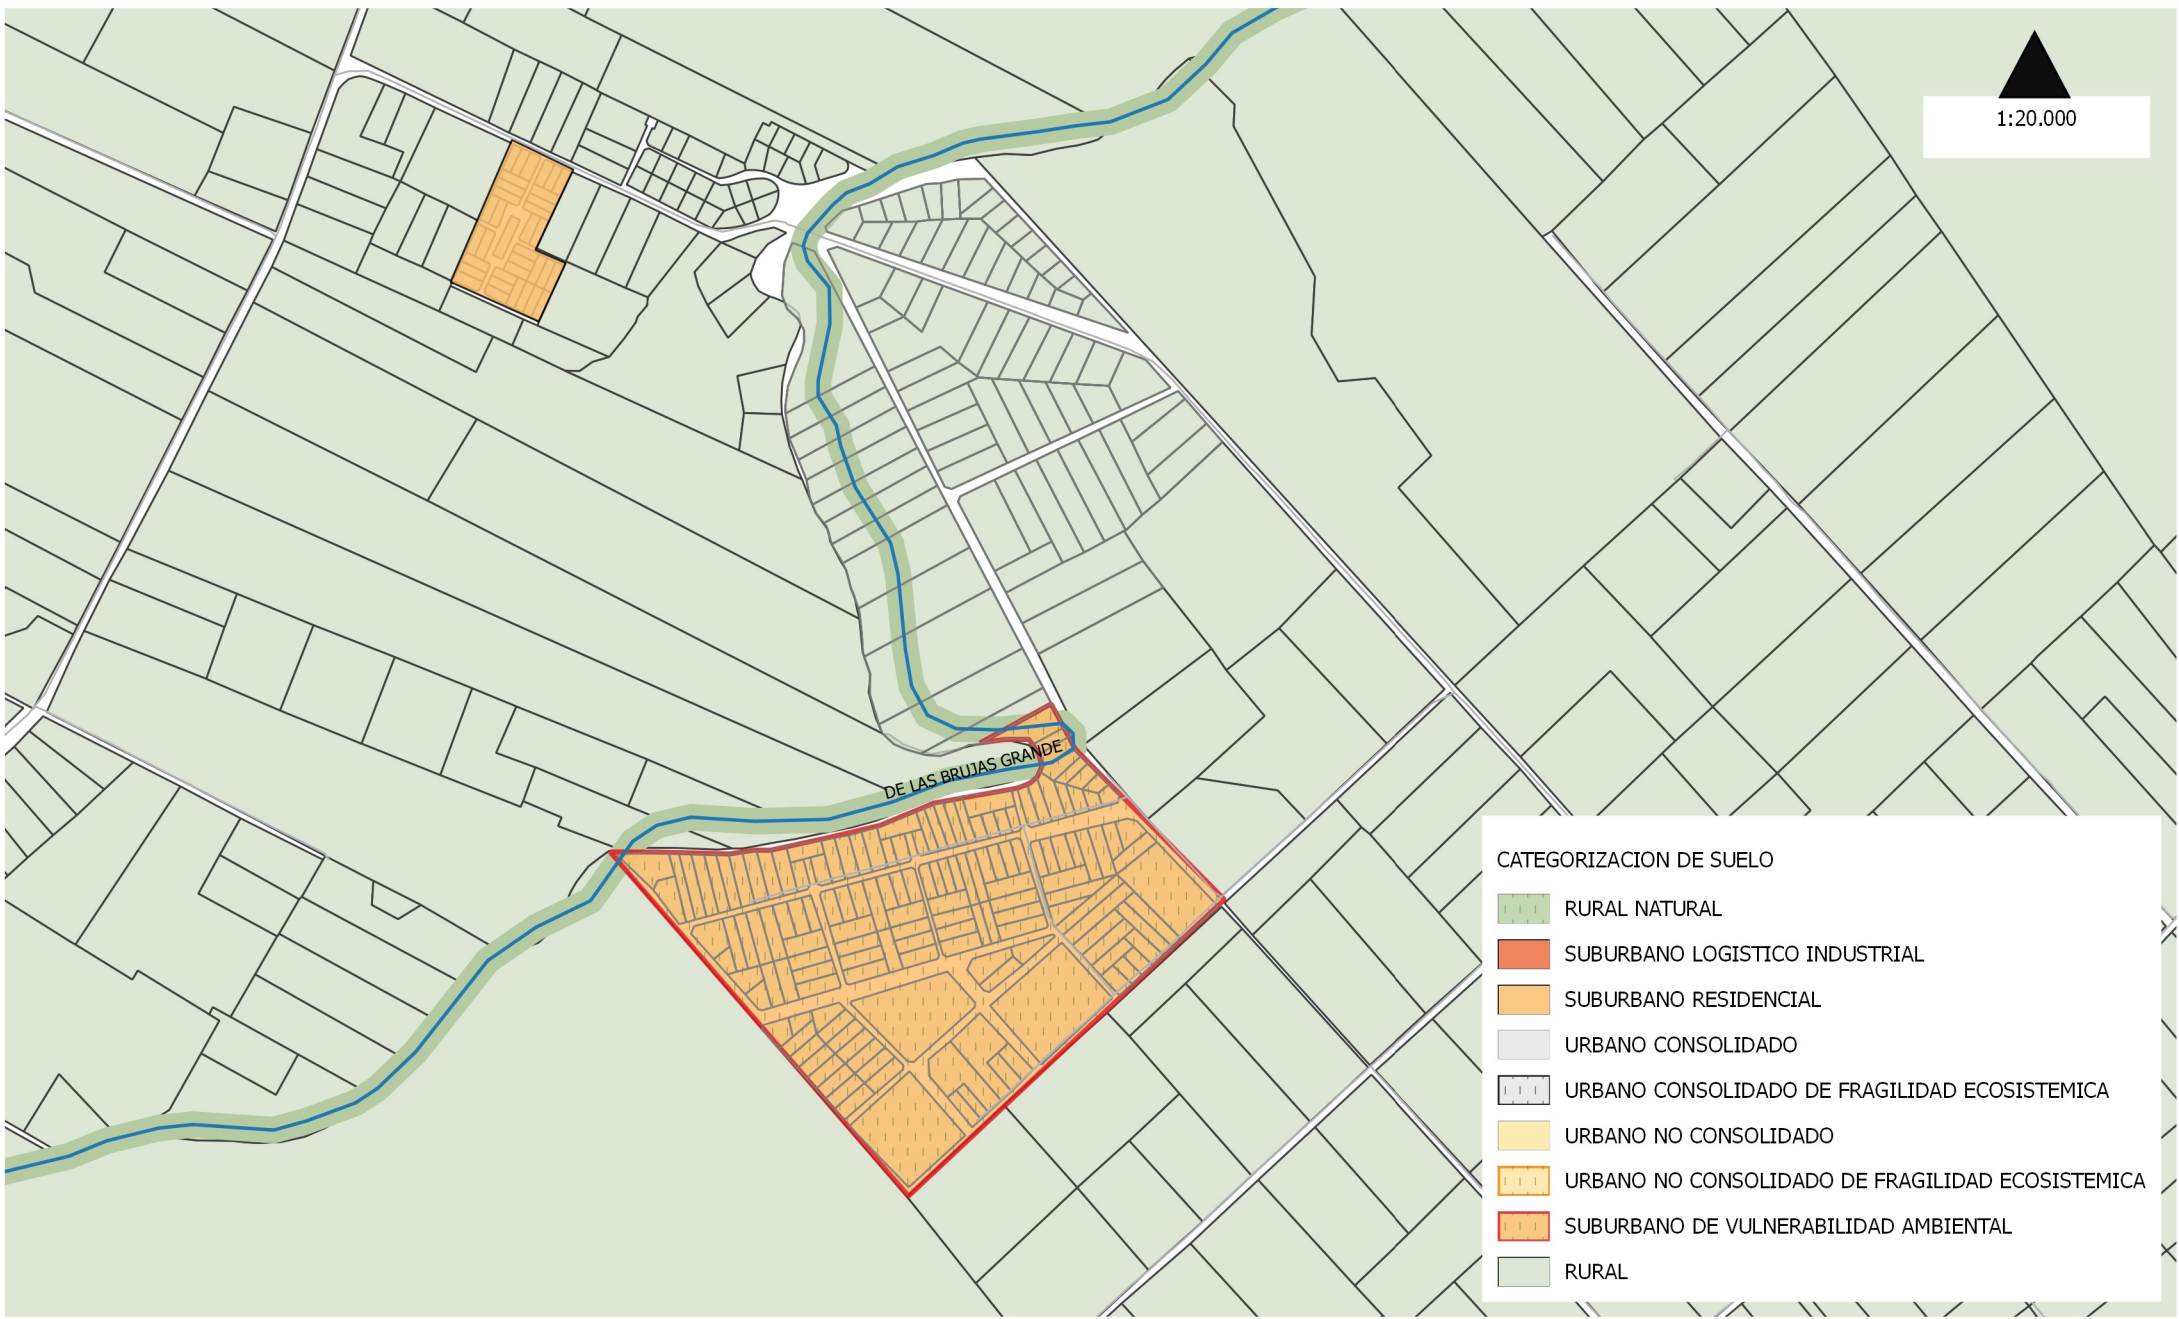 1:20.000
DE LAS BRUJAS GRANDE
CATEGORIZACION DE SUELO
RURAL NATURAL
SUBURBANO LOGISTICO INDUSTRIAL
SUBURBANO RESIDENCIAL
URBANO CONSOLIDADO
URBANO CONSOLIDADO DE FRAGILIDAD ECOSISTEMICA
URBANO NO CONSOLIDADO
URBANO NO CONSOLIDADO DE FRAGILIDAD ECOSISTEMICA
SUBURBANO DE VULNERABILIDAD AMBIENTAL
RURAL